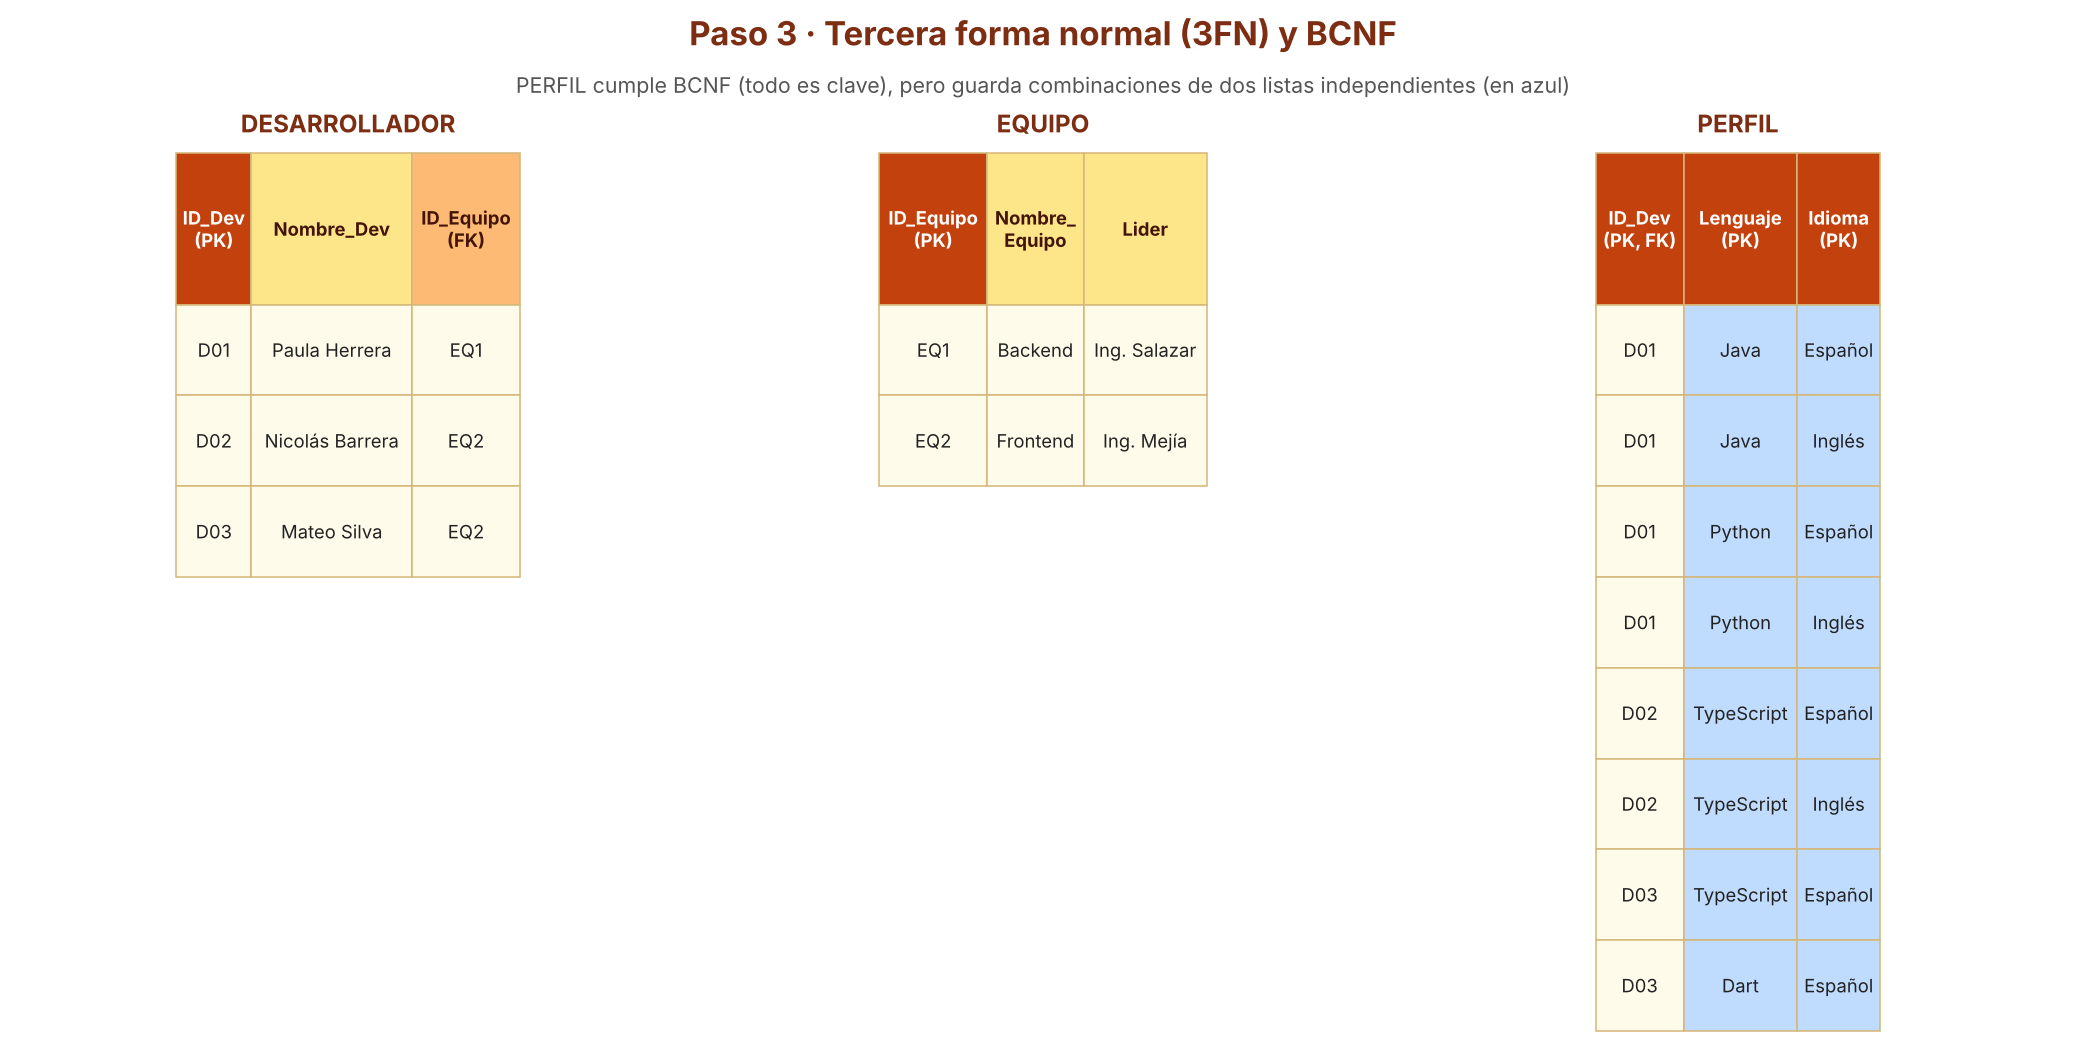 Paso 3 · Tercera forma normal (3FN) y BCNF
PERFIL cumple BCNF (todo es clave), pero guarda combinaciones de dos listas independientes (en azul)
DESARROLLADOR
ID_Dev (PK) Nombre_Dev ID_Equipo (FK)
D01 Paula Herrera EQ1
D02 Nicolás Barrera EQ2
D03 Mateo Silva EQ2
EQUIPO
ID_Equipo (PK) Nombre_ Equipo Lider
EQ1 Backend Ing. Salazar
EQ2 Frontend Ing. Mejía
PERFIL
ID_Dev (PK, FK) Lenguaje (PK) Idioma (PK)
D01 Java Español
D01 Java Inglés
D01 Python Español
D01 Python Inglés
D02 TypeScript Español
D02 TypeScript Inglés
D03 TypeScript Español
D03 Dart Español